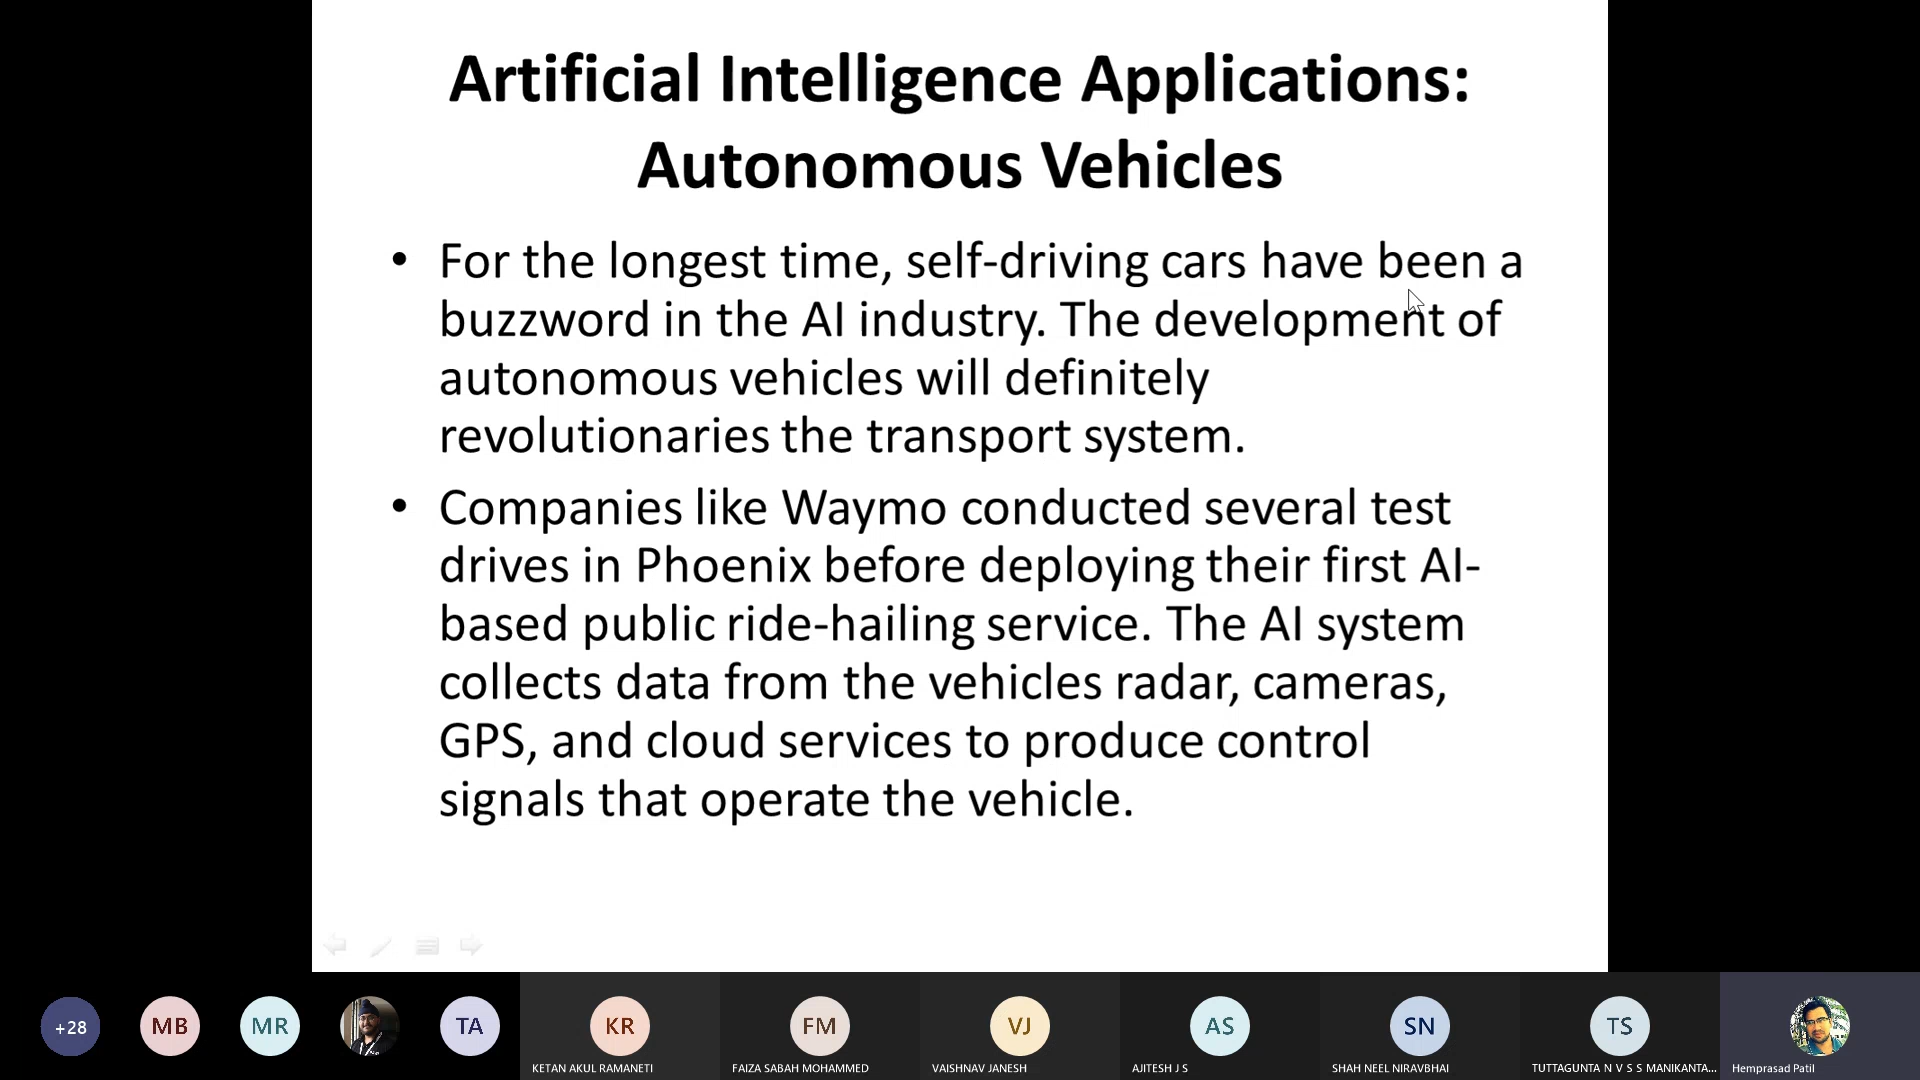 Artificial Intelligence Applications:
Autonomous Vehicles
• For the longest time, self-driving cars have been a
buzzword in the AI industry. The development of
autonomous vehicles will definitely
revolutionaries the transport system.
• Companies like Waymo conducted several test
drives in Phoenix before deploying their first AI-
based public ride-hailing service. The AI system
collects data from the vehicles radar, cameras,
GPS, and cloud services to produce control
signals that operate the vehicle.
+28 MB MR TA KR FM VJ AS SN TS
KETAN AKUL RAMANETI FAIZA SABAH MOHAMMED VAISHNAV JANESH AJITESH J S SHAH NEEL NIRAVBHAI TUTTAGUNTA N V S S MANIKANTA... Hemprasad Patil